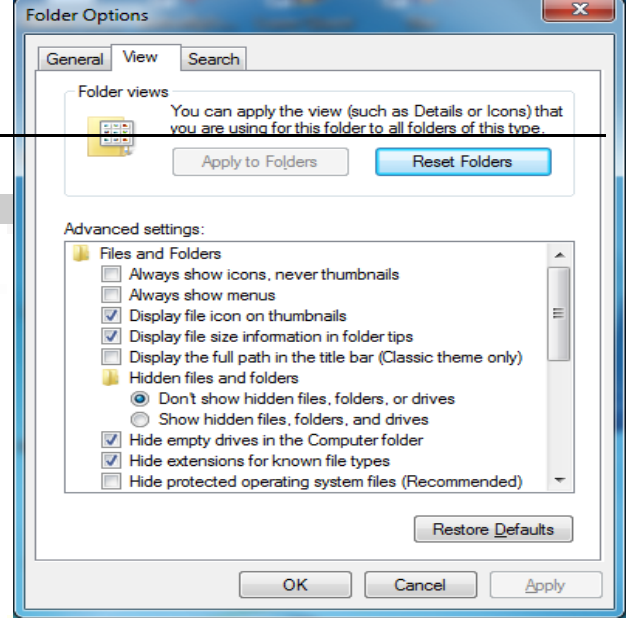 Folder Options
General View Search
Folder views
You can apply the view (such as Details or Icons) that
you are using for this folder to all folders of this type.
Apply to Folders Reset Folders
Advanced settings:
Files and Folders
Always show icons, never thumbnails
Always show menus
Display file icon on thumbnails
Display file size information in folder tips
Display the full path in the title bar (Classic theme only)
Hidden files and folders
Don't show hidden files, folders, or drives
Show hidden files, folders, and drives
Hide empty drives in the Computer folder
Hide extensions for known file types
Hide protected operating system files (Recommended)
Restore Defaults
OK Cancel Apply